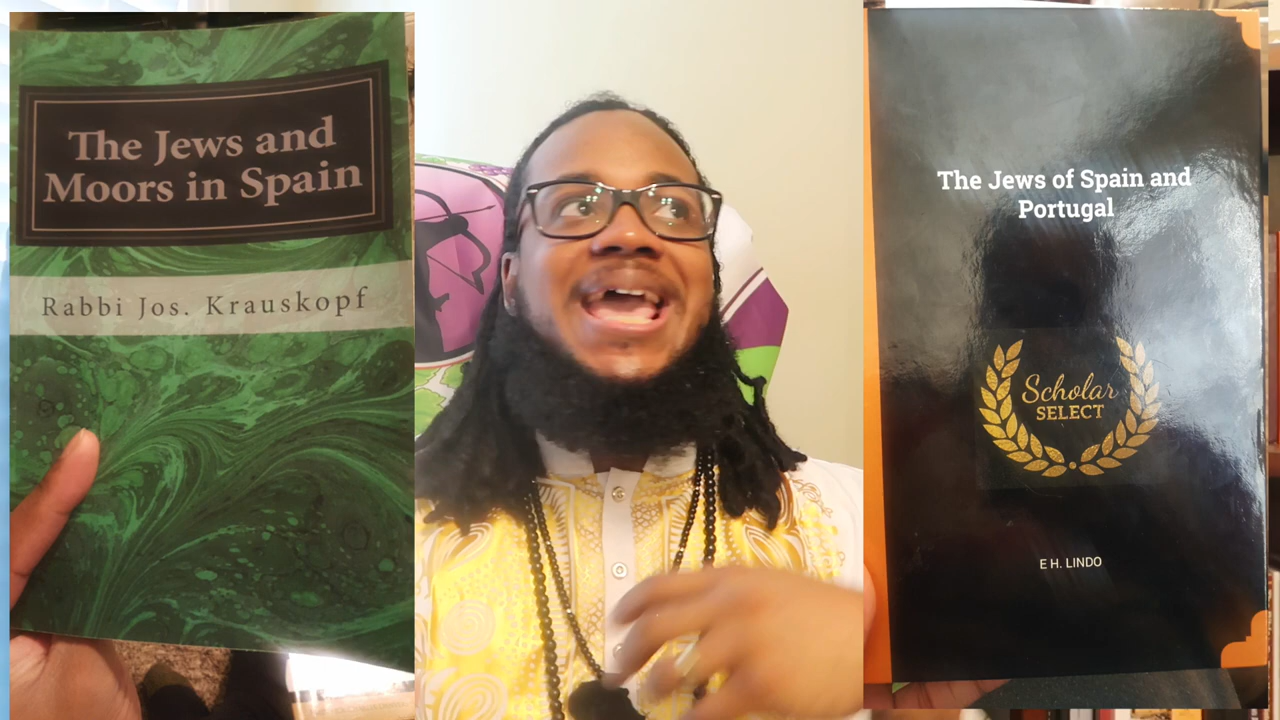 The Jews and
Moors in Spain
Rabbi Jos. Krauskopf
The Jews of Spain and
Portugal
Scholar
SELECT
E H. LINDO